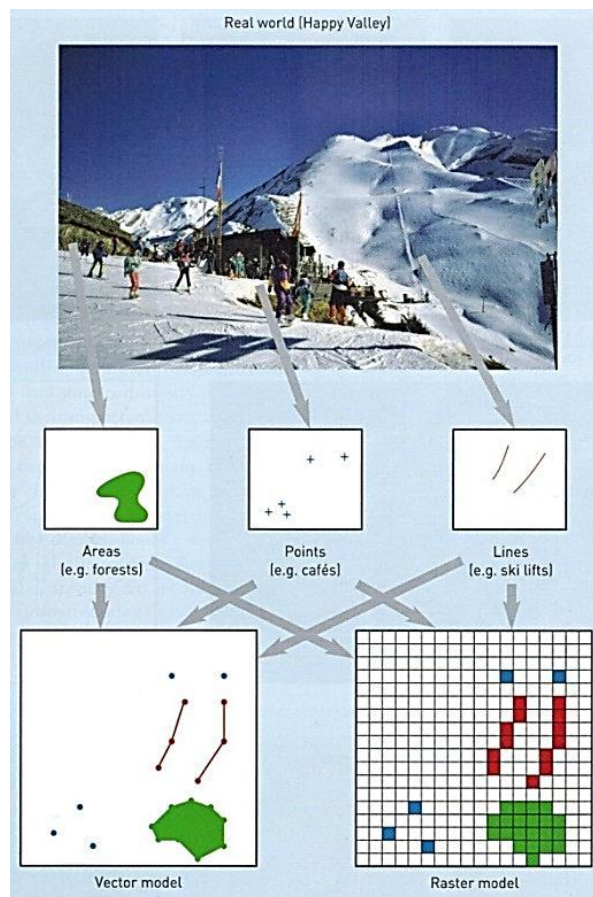 Real world (Happy Valley)
Areas
(e.g. forests)
Points
(e.g. cafés)
Lines
(e.g. ski lifts)
Vector model
Raster model